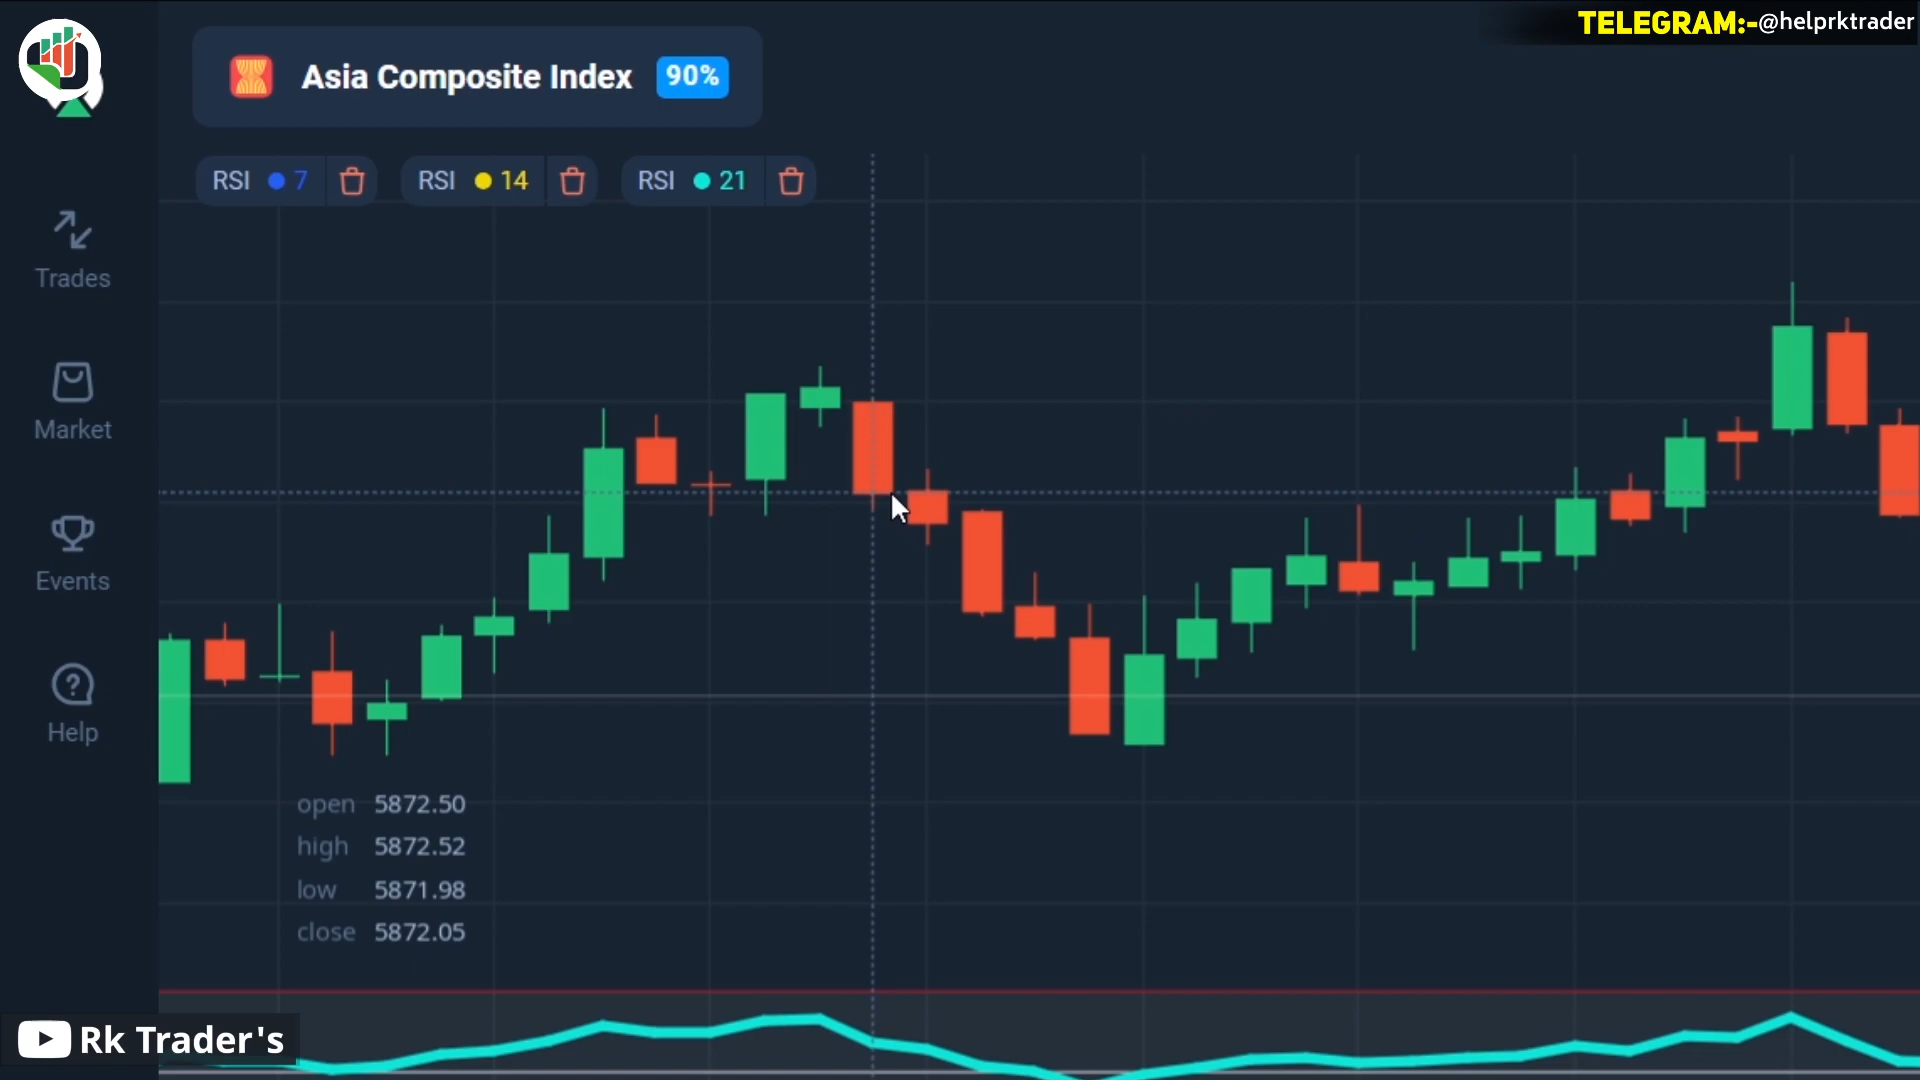 TELEGRAM:-@helprktrader
Asia Composite Index 90%
RSI 7 RSI 14 RSI 21
Trades
Market
Events
Help
open 5872.50
high 5872.52
low 5871.98
close 5872.05
Rk Trader's